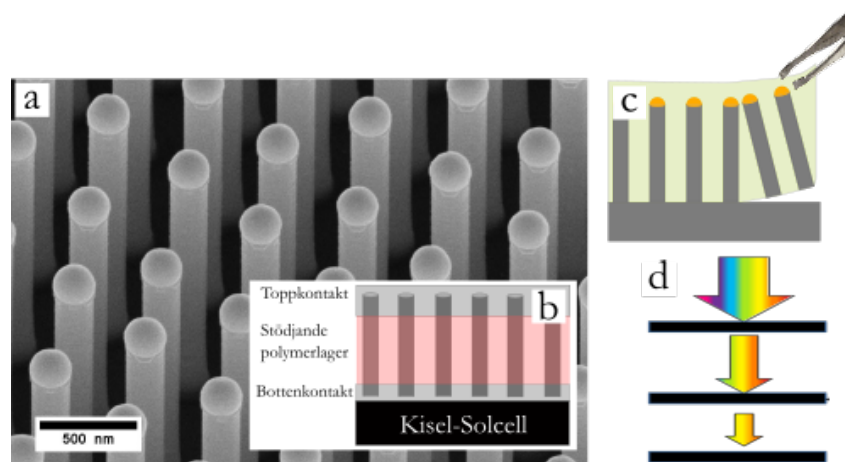 a
500 nm
Toppkontakt
b
Stödjande
polymerlager
Bottenkontakt
Kisel-Solcell
c
d